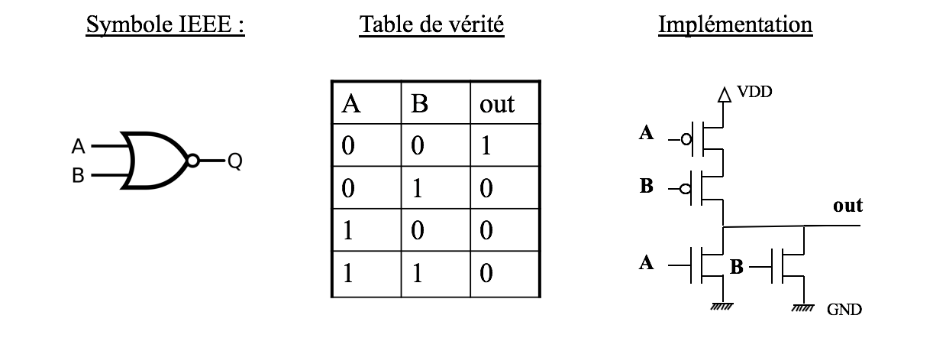 Symbole IEEE :
Table de vérité
Implémentation
A
B
Q
A B out
0 0 1
0 1 0
1 0 0
1 1 0
VDD
A
B
out
A
B
GND